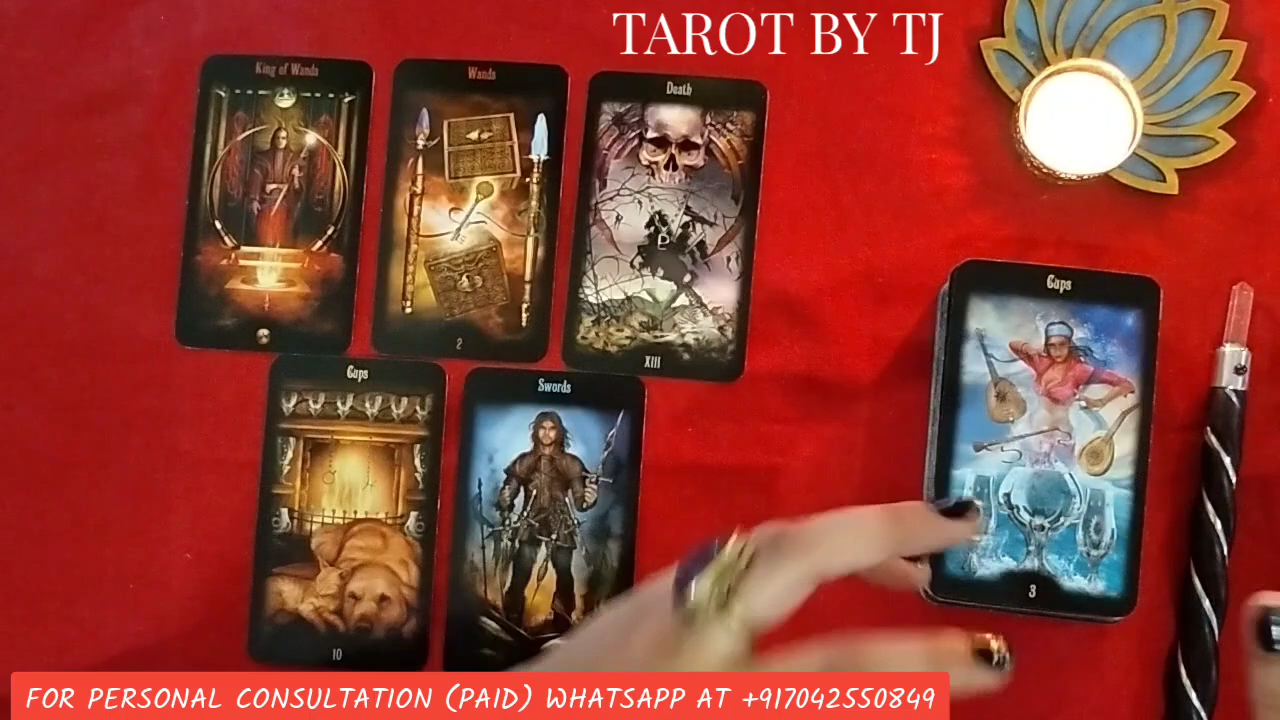 TAROT BY TJ
King of Wands
Wands
2
Death
XIII
Cups
10
Swords
Cups
3
FOR PERSONAL CONSULTATION (PAID) WHATSAPP AT +917042550849